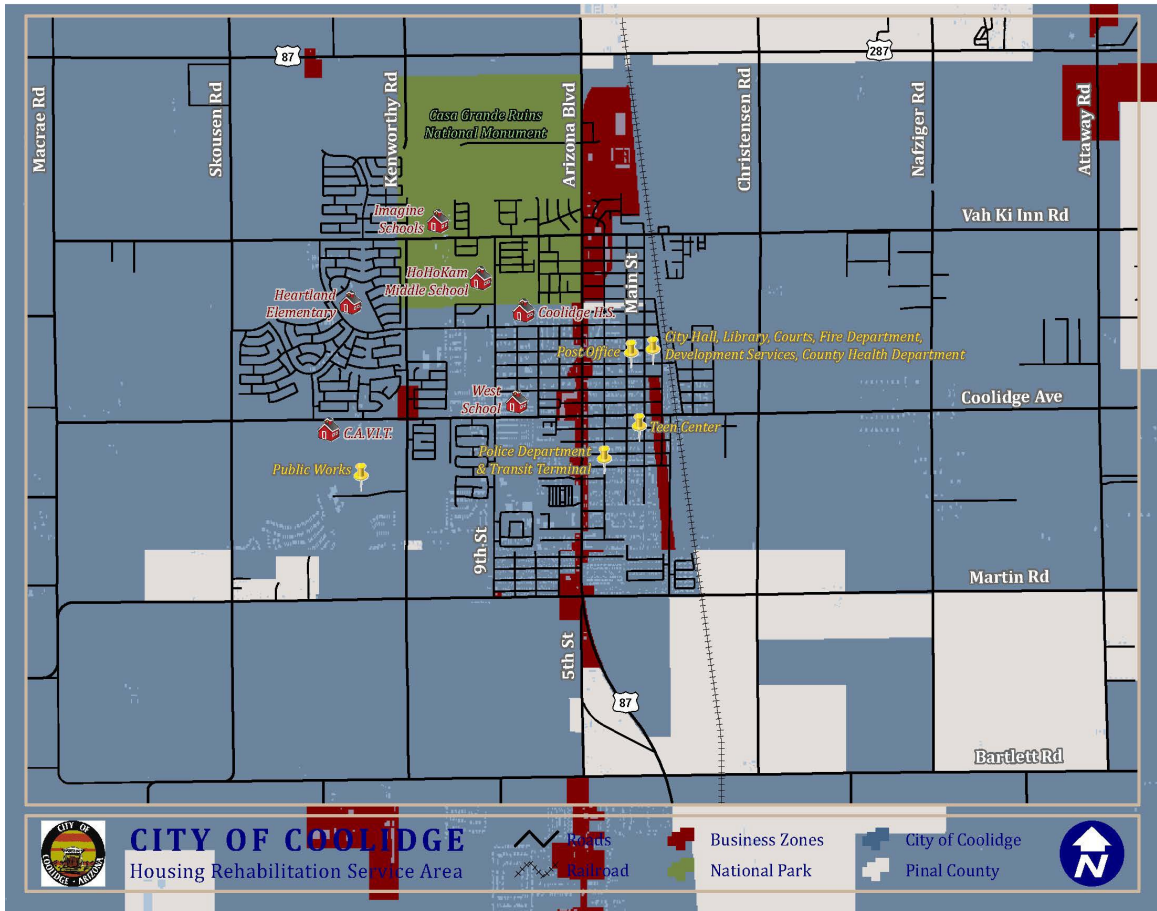 87
287
Macrae Rd
Skousen Rd
Kenworthy Rd
Arizona Blvd
Christensen Rd
Nafziger Rd
Attaway Rd
Casa Grande Ruins
National Monument
Imagine
Schools
Vah Ki Inn Rd
HoHoKam
Middle School
Main St
Heartland
Elementary
Coolidge H.S.
Post Office
City Hall, Library, Courts, Fire Department,
Development Services, County Health Department
West
School
Coolidge Ave
C.A.V.I.T.
Teen Center
Public Works
Police Department
& Transit Terminal
9th St
Martin Rd
5th St
87
Bartlett Rd
CITY OF
COOLIDGE - ARIZONA
CITY OF COOLIDGE
Housing Rehabilitation Service Area
Roads
Railroad
Business Zones
National Park
City of Coolidge
Pinal County
N